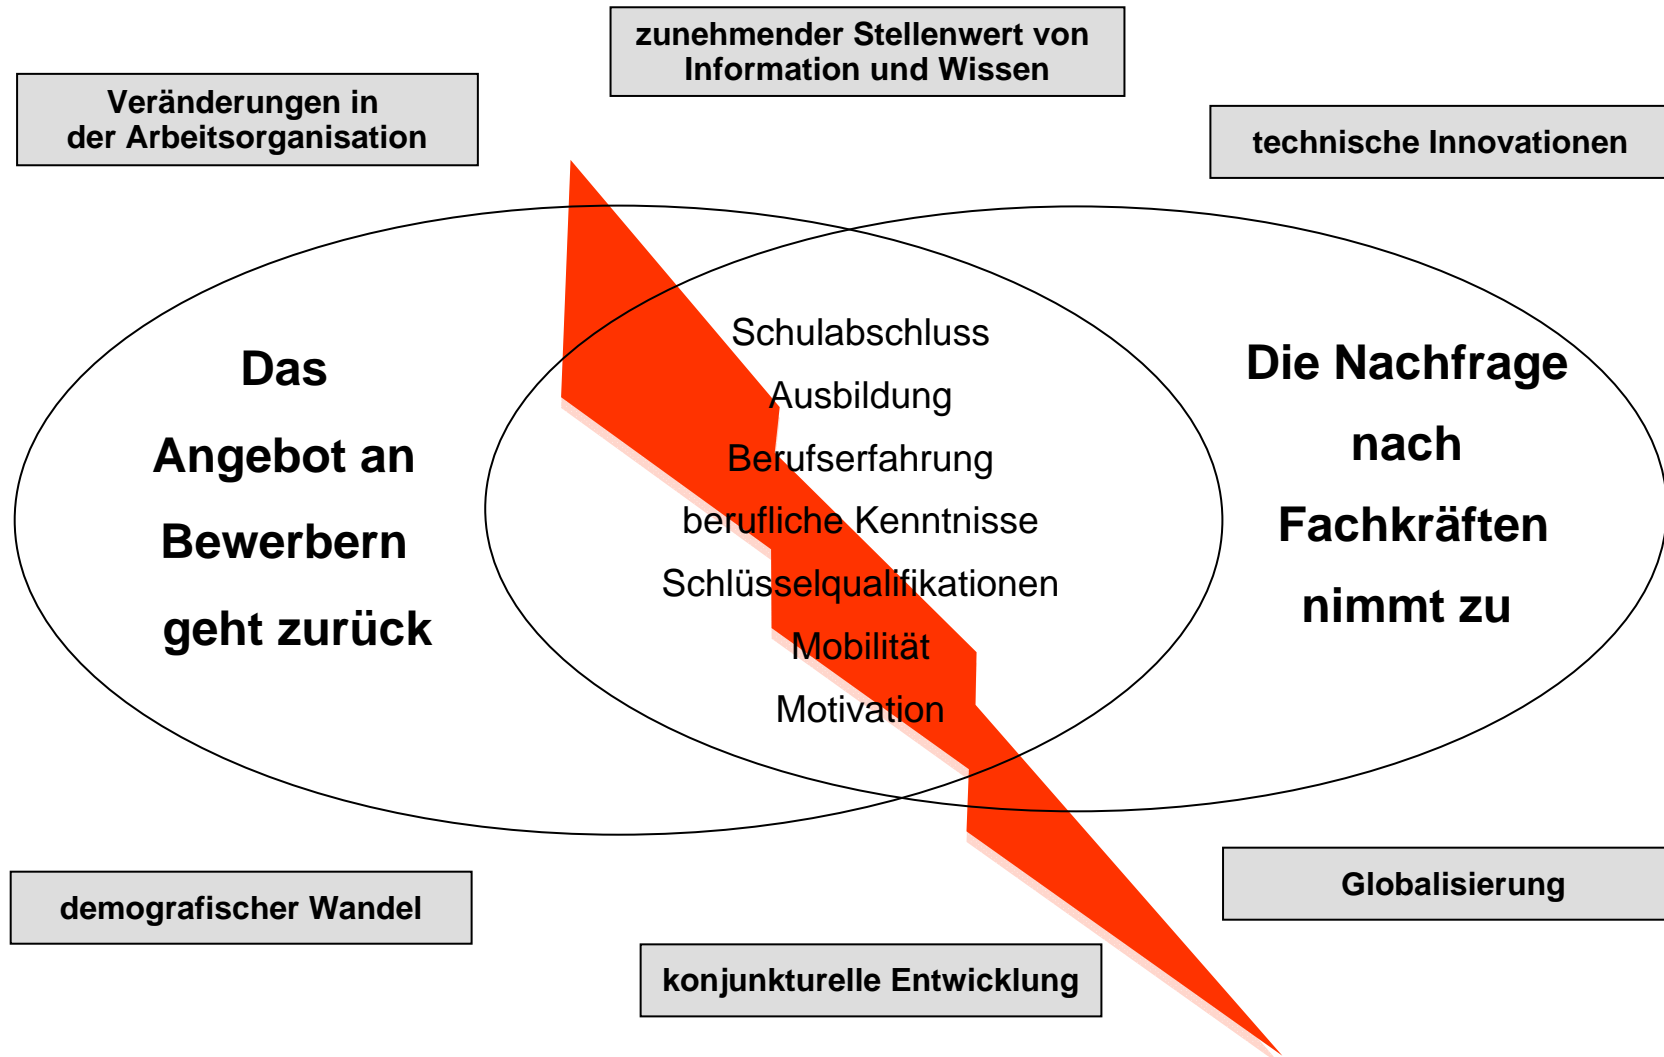 zunehmender Stellenwert von
Information und Wissen
Veränderungen in
der Arbeitsorganisation
technische Innovationen
Das
Angebot an
Bewerbern
geht zurück
Schulabschluss
Ausbildung
Berufserfahrung
berufliche Kenntnisse
Schlüsselqualifikationen
Mobilität
Motivation
Die Nachfrage
nach
Fachkräften
nimmt zu
demografischer Wandel
konjunkturelle Entwicklung
Globalisierung